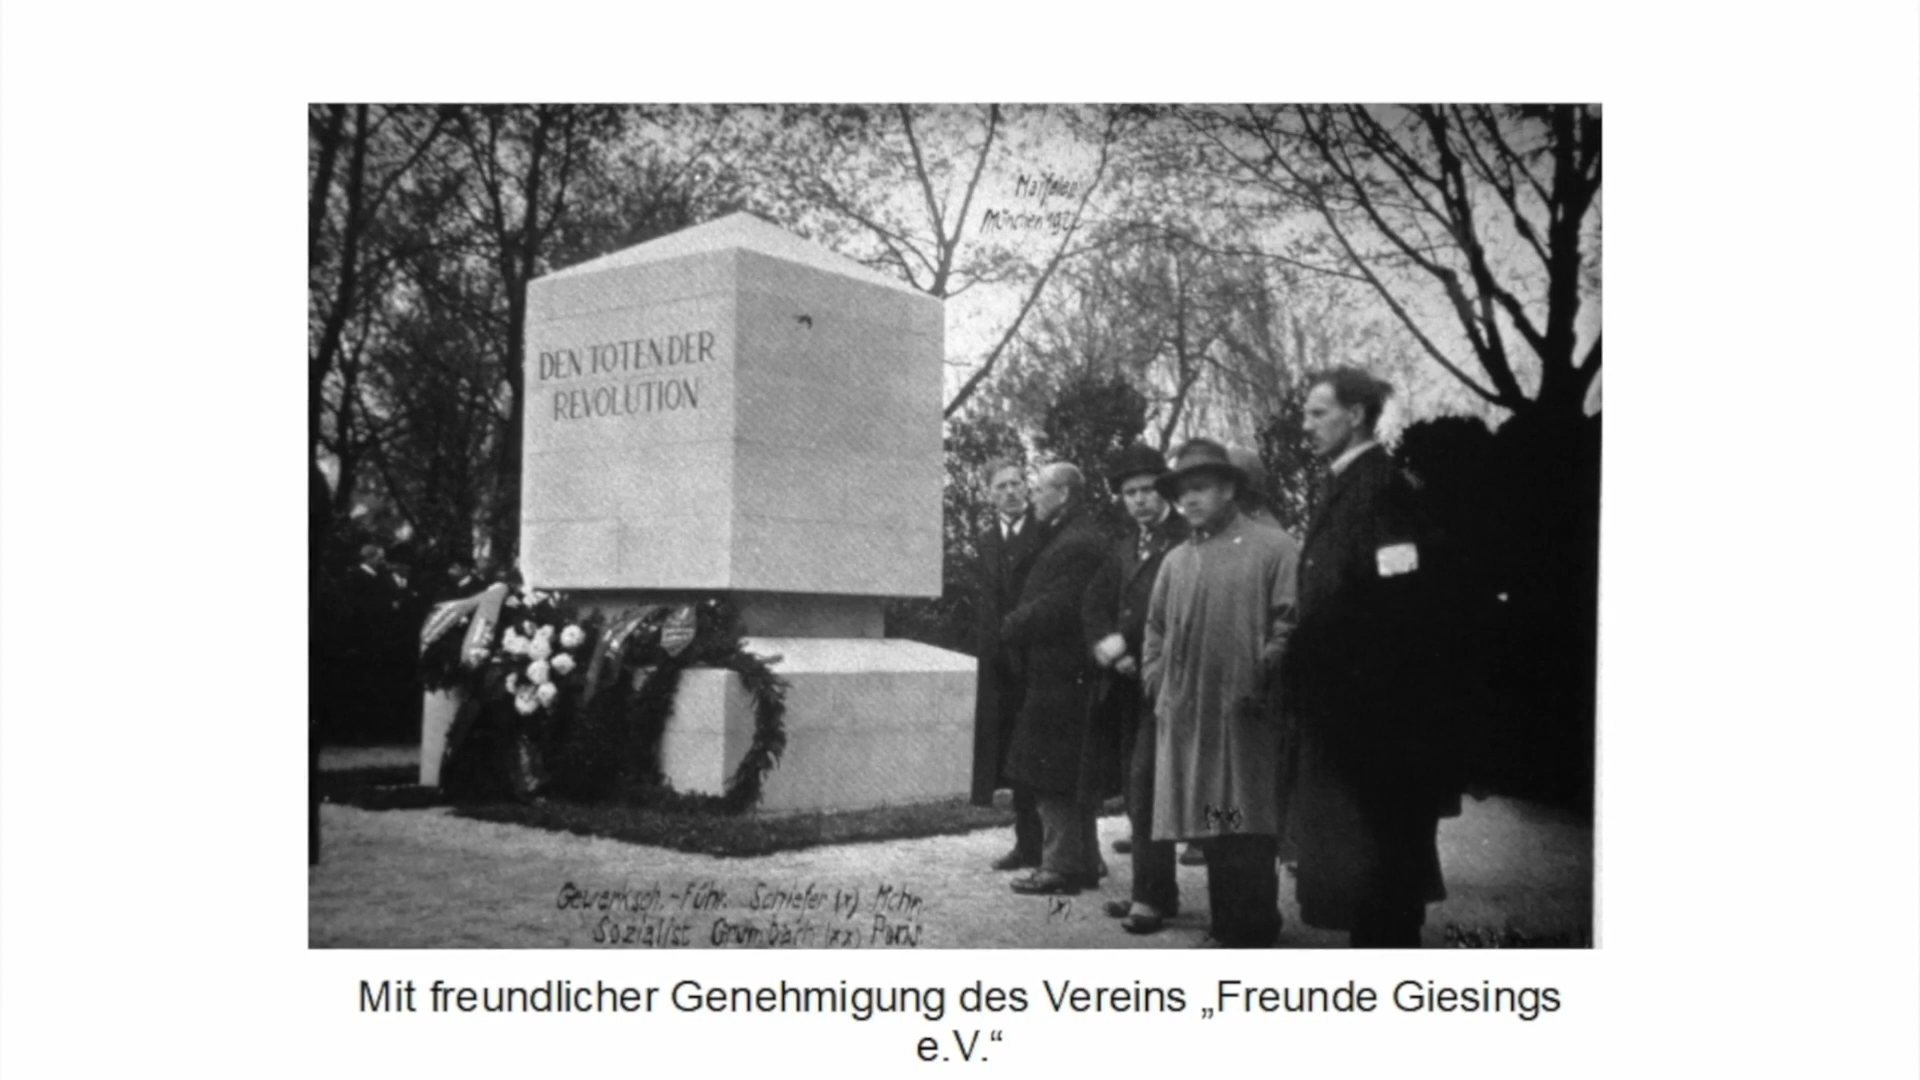 Maifeier
München 1922
DEN TOTEN DER
REVOLUTION
(xx)
Gewerksch.-Führ. Schiefer (x) Mchn.
(x)
Sozialist Grumbach (xx) Paris
Mit freundlicher Genehmigung des Vereins „Freunde Giesings
e.V.“